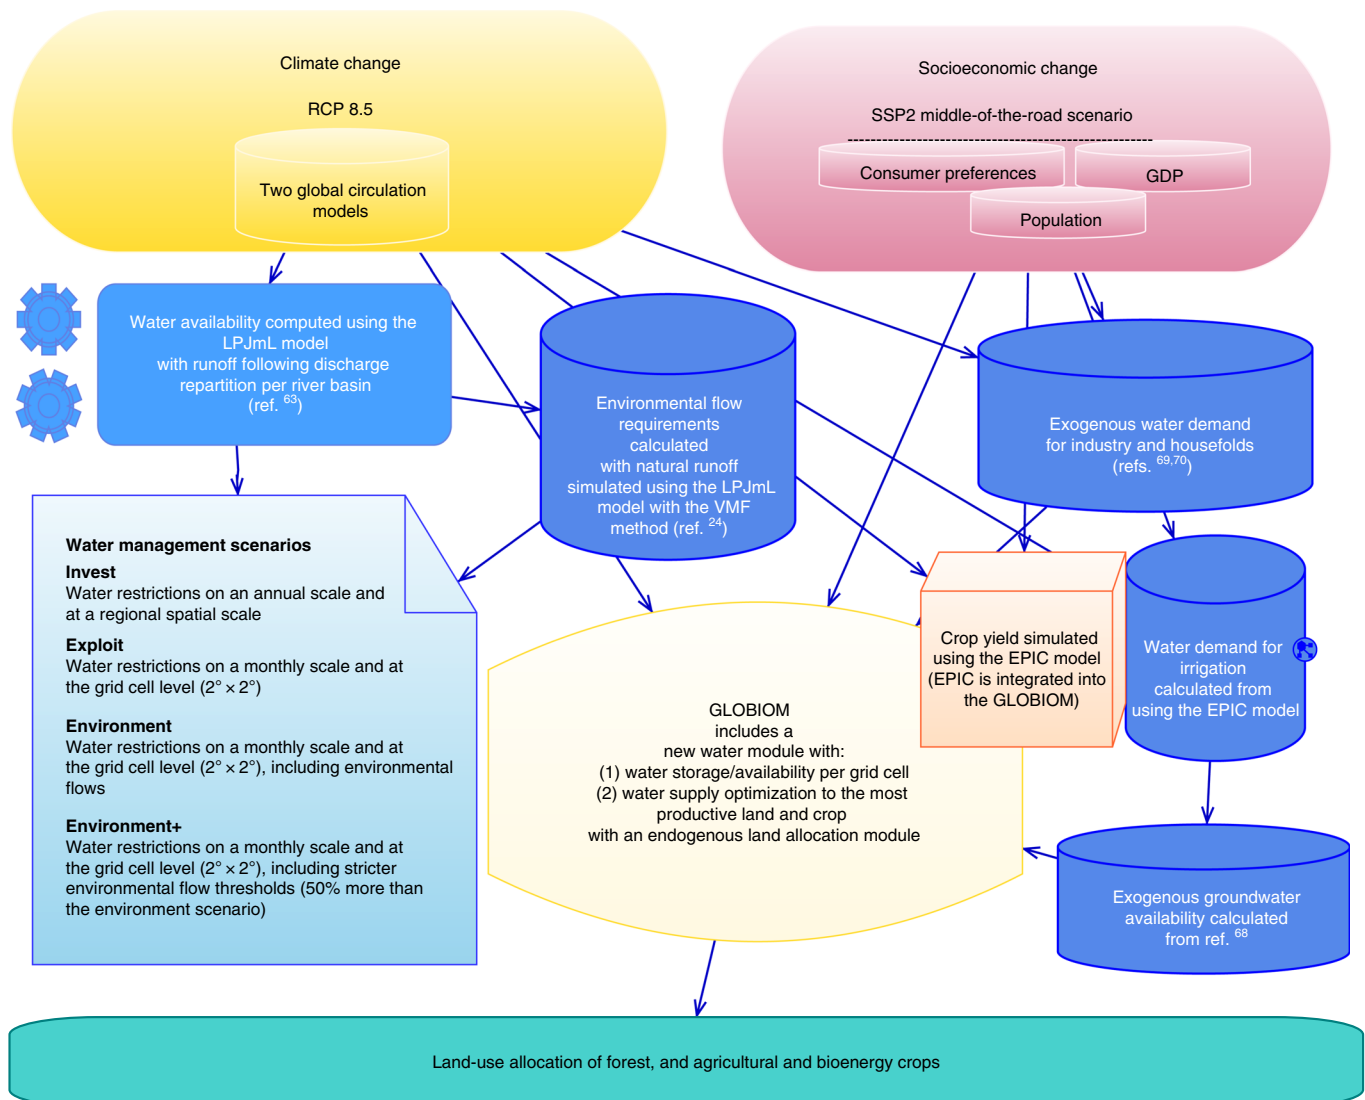 Climate change
RCP 8.5
Two global circulation
models
Socioeconomic change
SSP2 middle-of-the-road scenario
Consumer preferences
GDP
Population
Water availability computed using the
LPJmL model
with runoff following discharge
repartition per river basin
(ref. 63)
Environmental flow
requirements
calculated
with natural runoff
simulated using the LPJmL
model with the VMF
method (ref. 24)
Exogenous water demand
for industry and housefolds
(refs. 69,70)
Water management scenarios
Invest
Water restrictions on an annual scale and
at a regional spatial scale
Exploit
Water restrictions on a monthly scale and at
the grid cell level (2° × 2°)
Environment
Water restrictions on a monthly scale and at
the grid cell level (2° × 2°), including environmental
flows
Environment+
Water restrictions on a monthly scale and at
the grid cell level (2° × 2°), including stricter
environmental flow thresholds (50% more than
the environment scenario)
GLOBIOM
includes a
new water module with:
(1) water storage/availability per grid cell
(2) water supply optimization to the most
productive land and crop
with an endogenous land allocation module
Crop yield simulated
using the EPIC model
(EPIC is integrated into
the GLOBIOM)
Water demand for
irrigation
calculated from
using the EPIC model
Exogenous groundwater
availability calculated
from ref. 68
Land-use allocation of forest, and agricultural and bioenergy crops